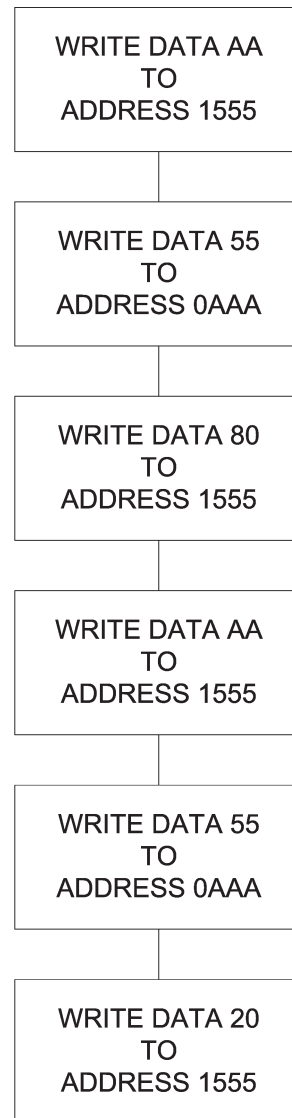 WRITE DATA AA
TO
ADDRESS 1555
WRITE DATA 55
TO
ADDRESS 0AAA
WRITE DATA 80
TO
ADDRESS 1555
WRITE DATA AA
TO
ADDRESS 1555
WRITE DATA 55
TO
ADDRESS 0AAA
WRITE DATA 20
TO
ADDRESS 1555